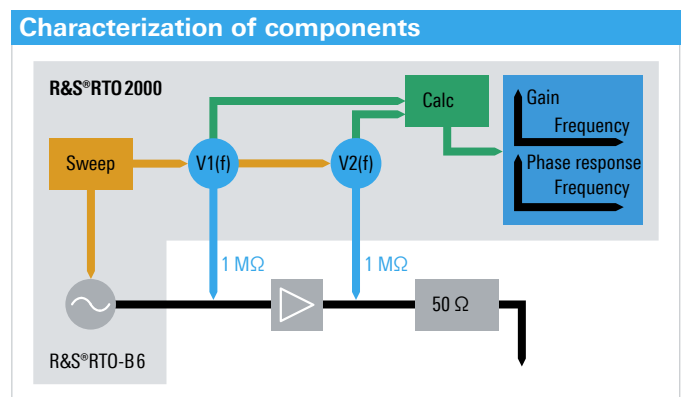 Characterization of components
R&S®RTO 2000
Calc
Gain
Frequency
Phase response
Frequency
Sweep
V1(f)
V2(f)
1 MΩ
1 MΩ
50 Ω
R&S®RTO-B6